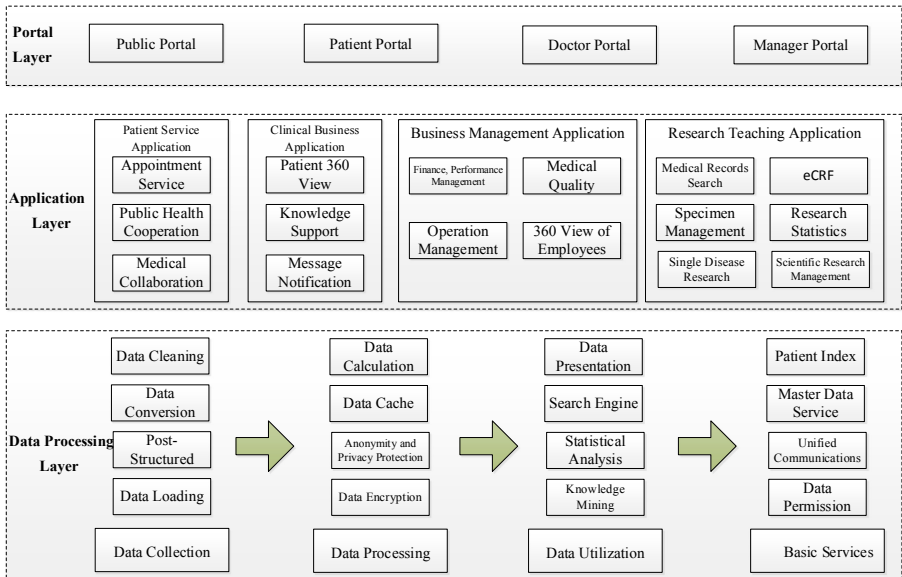 Portal
Layer
Public Portal
Patient Portal
Doctor Portal
Manager Portal
Application
Layer
Patient Service
Application
Appointment
Service
Public Health
Cooperation
Medical
Collaboration
Clinical Business
Application
Patient 360
View
Knowledge
Support
Message
Notification
Business Management Application
Finance, Performance
Management
Medical
Quality
Operation
Management
360 View of
Employees
Research Teaching Application
Medical Records
Search
eCRF
Specimen
Management
Research
Statistics
Single Disease
Research
Scientific Research
Management
Data Processing
Layer
Data Cleaning
Data
Conversion
Post-
Structured
Data Loading
Data Collection
Data
Calculation
Data Cache
Anonymity and
Privacy Protection
Data Encryption
Data Processing
Data
Presentation
Search Engine
Statistical
Analysis
Knowledge
Mining
Data Utilization
Patient Index
Master Data
Service
Unified
Communications
Data
Permission
Basic Services